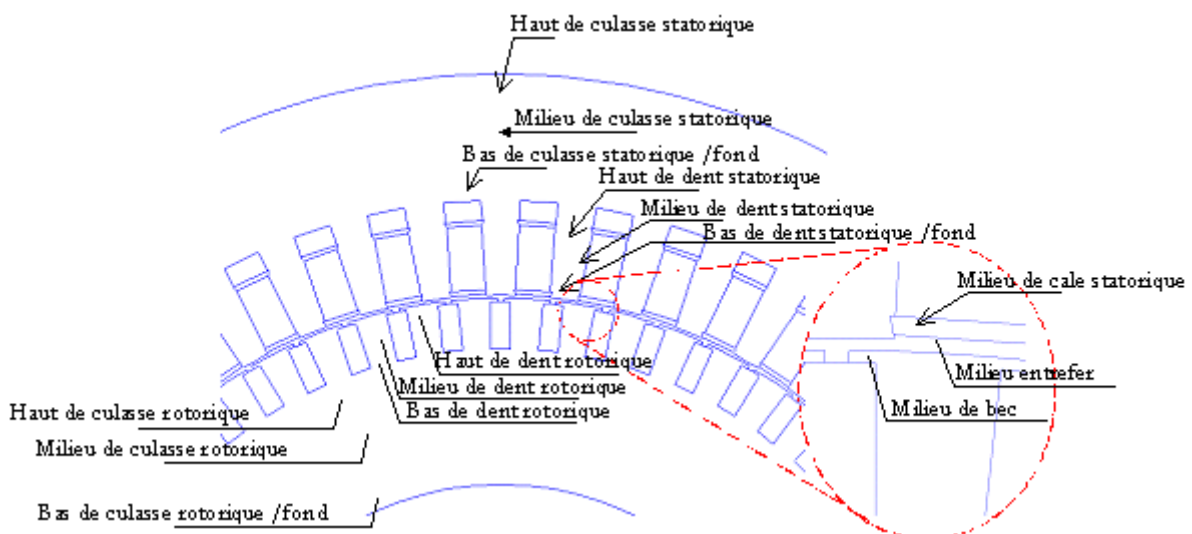 Haut de culasse statorique
Milieu de culasse statorique
Bas de culasse statorique /fond
Haut de dent statorique
Milieu de dent statorique
Bas de dent statorique /fond
Milieu de cale statorique
Haut de dent rotorique
Milieu entrefer
Milieu de dent rotorique
Haut de culasse rotorique
Bas de dent rotorique
Milieu de bec
Milieu de culasse rotorique
Bas de culasse rotorique /fond